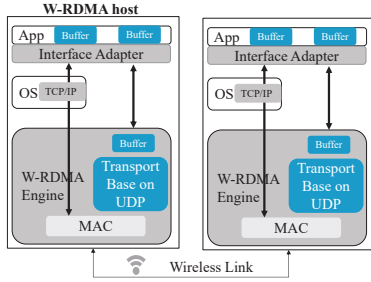 W-RDMA host
App Buffer Buffer
Interface Adapter
OS TCP/IP
Buffer
W-RDMA
Engine
Transport
Base on
UDP
MAC
App Buffer Buffer
Interface Adapter
OS TCP/IP
Buffer
W-RDMA
Engine
Transport
Base on
UDP
MAC
Wireless Link